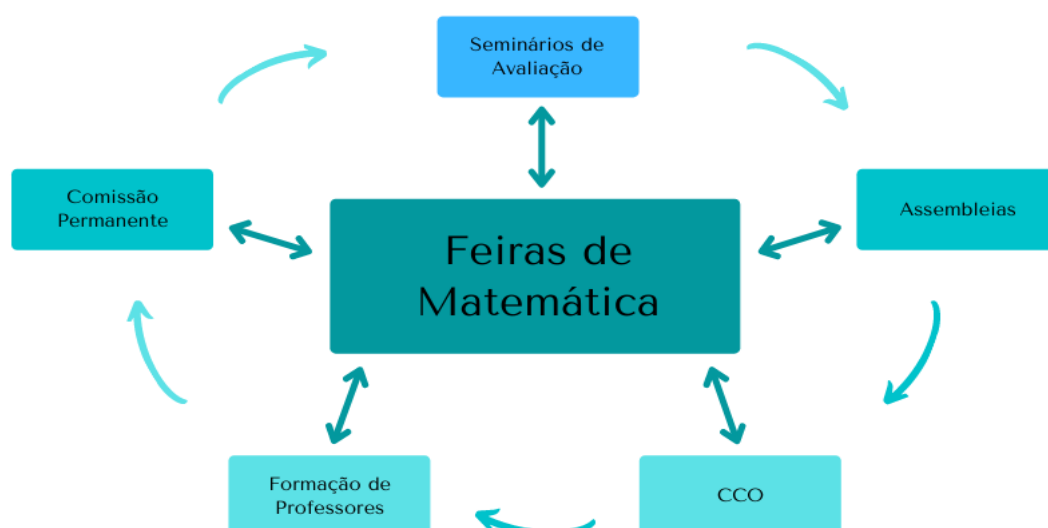 Seminários de
Avaliação
Comissão
Permanente
Assembleias
Feiras de
Matemática
Formação de
Professores
CCO